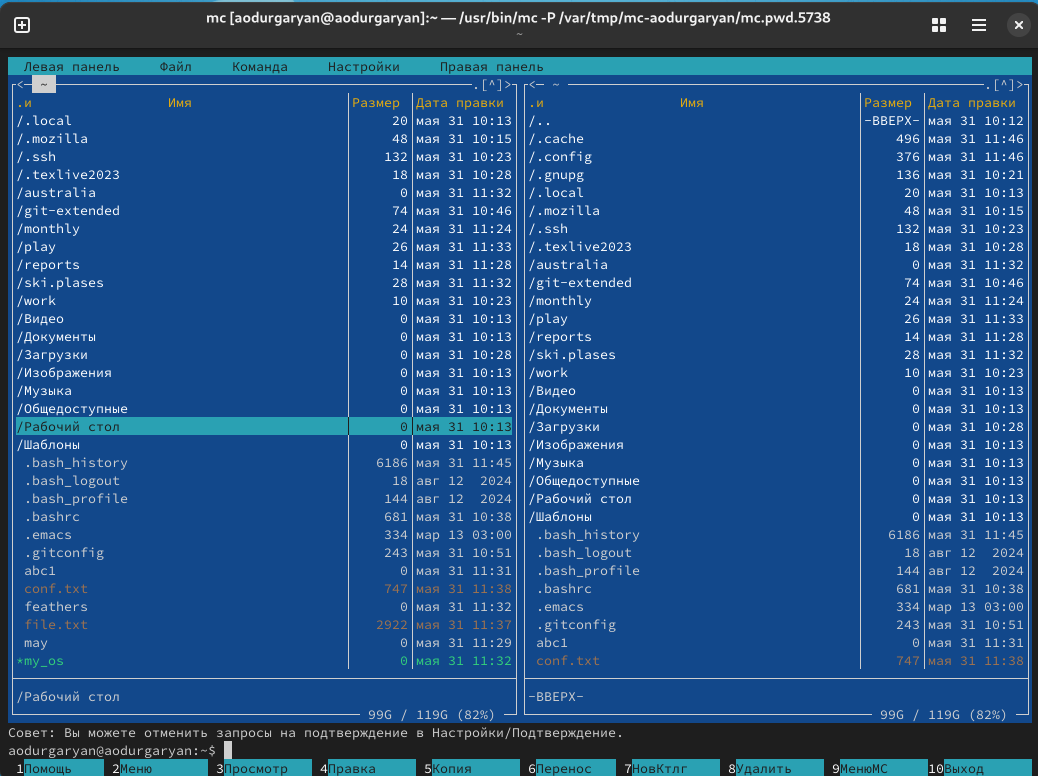 mc [aodurgaryan@aodurgaryan]:~ — /usr/bin/mc -P /var/tmp/mc-aodurgaryan/mc.pwd.5738
~
Левая панель Файл Команда Настройки Правая панель
<─ ~ .[^]>
.и Имя Размер Дата правки
/.local 20 мая 31 10:13
/.mozilla 48 мая 31 10:15
/.ssh 132 мая 31 10:23
/.texlive2023 18 мая 31 10:28
/australia 0 мая 31 11:32
/git-extended 74 мая 31 10:46
/monthly 24 мая 31 11:24
/play 26 мая 31 11:33
/reports 14 мая 31 11:28
/ski.plases 28 мая 31 11:32
/work 10 мая 31 10:23
/Видео 0 мая 31 10:13
/Документы 0 мая 31 10:13
/Загрузки 0 мая 31 10:28
/Изображения 0 мая 31 10:13
/Музыка 0 мая 31 10:13
/Общедоступные 0 мая 31 10:13
/Рабочий стол 0 мая 31 10:13
/Шаблоны 0 мая 31 10:13
.bash_history 6186 мая 31 11:45
.bash_logout 18 авг 12 2024
.bash_profile 144 авг 12 2024
.bashrc 681 мая 31 10:38
.emacs 334 мар 13 03:00
.gitconfig 243 мая 31 10:51
abc1 0 мая 31 11:31
conf.txt 747 мая 31 11:38
feathers 0 мая 31 11:32
file.txt 2922 мая 31 11:37
may 0 мая 31 11:29
*my_os 0 мая 31 11:32
/Рабочий стол
99G / 119G (82%)
<─ ~ .[^]>
.и Имя Размер Дата правки
/.. -ВВЕРХ- мая 31 10:12
/.cache 496 мая 31 11:46
/.config 376 мая 31 11:46
/.gnupg 136 мая 31 10:21
/.local 20 мая 31 10:13
/.mozilla 48 мая 31 10:15
/.ssh 132 мая 31 10:23
/.texlive2023 18 мая 31 10:28
/australia 0 мая 31 11:32
/git-extended 74 мая 31 10:46
/monthly 24 мая 31 11:24
/play 26 мая 31 11:33
/reports 14 мая 31 11:28
/ski.plases 28 мая 31 11:32
/work 10 мая 31 10:23
/Видео 0 мая 31 10:13
/Документы 0 мая 31 10:13
/Загрузки 0 мая 31 10:28
/Изображения 0 мая 31 10:13
/Музыка 0 мая 31 10:13
/Общедоступные 0 мая 31 10:13
/Рабочий стол 0 мая 31 10:13
/Шаблоны 0 мая 31 10:13
.bash_history 6186 мая 31 11:45
.bash_logout 18 авг 12 2024
.bash_profile 144 авг 12 2024
.bashrc 681 мая 31 10:38
.emacs 334 мар 13 03:00
.gitconfig 243 мая 31 10:51
abc1 0 мая 31 11:31
conf.txt 747 мая 31 11:38
-ВВЕРХ-
99G / 119G (82%)
Совет: Вы можете отменить запросы на подтверждение в Настройки/Подтверждение.
aodurgaryan@aodurgaryan:~$
1Помощь 2Меню 3Просмотр 4Правка 5Копия 6Перенос 7НовКтлг 8Удалить 9МенюМС 10Выход